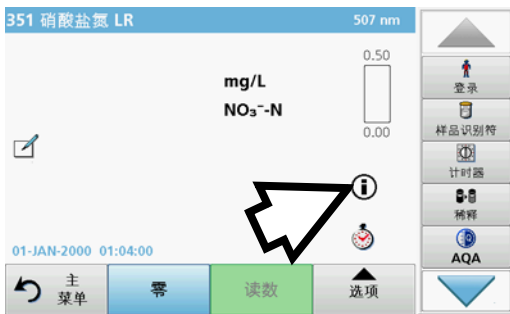 351 硝酸盐氮 LR
507 nm
0.50
mg/L
NO₃⁻-N
0.00
01-JAN-2000 01:04:00
主
菜单
零
读数
选项
登录
样品识别符
计时器
稀释
AQA